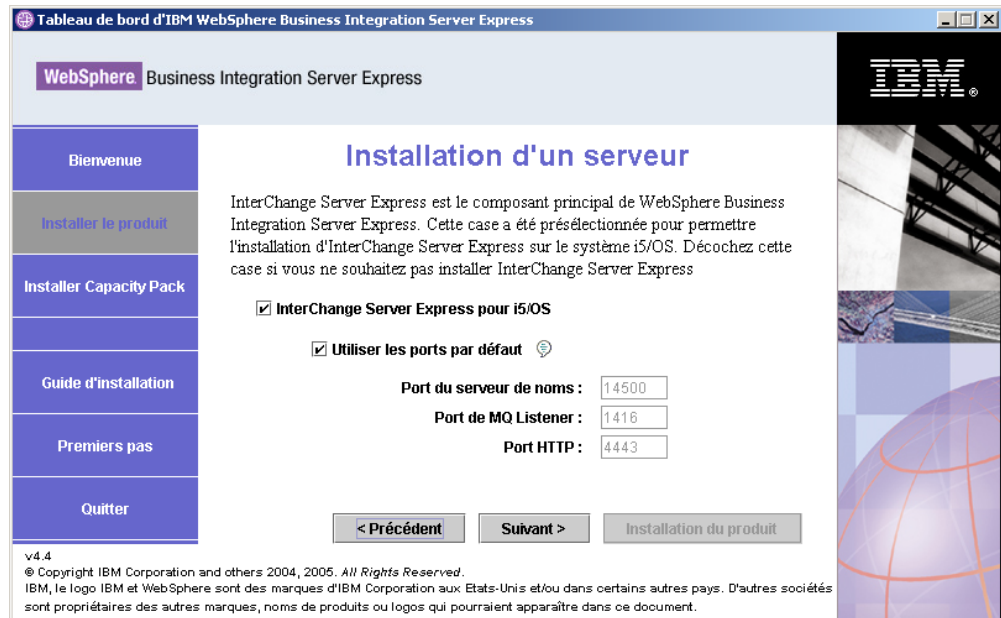 Tableau de bord d'IBM WebSphere Business Integration Server Express
WebSphere. Business Integration Server Express
IBM®
Bienvenue
Installer le produit
Installer Capacity Pack
Guide d'installation
Premiers pas
Quitter
Installation d'un serveur
InterChange Server Express est le composant principal de WebSphere Business
Integration Server Express. Cette case a été présélectionnée pour permettre
l'installation d'InterChange Server Express sur le système i5/OS. Décochez cette
case si vous ne souhaitez pas installer InterChange Server Express
InterChange Server Express pour i5/OS
Utiliser les ports par défaut
Port du serveur de noms : 14500
Port de MQ Listener : 1416
Port HTTP : 4443
< Précédent Suivant > Installation du produit
v4.4
® Copyright IBM Corporation and others 2004, 2005. All Rights Reserved.
IBM, le logo IBM et WebSphere sont des marques d'IBM Corporation aux Etats-Unis et/ou dans certains autres pays. D'autres sociétés
sont propriétaires des autres marques, noms de produits ou logos qui pourraient apparaître dans ce document.